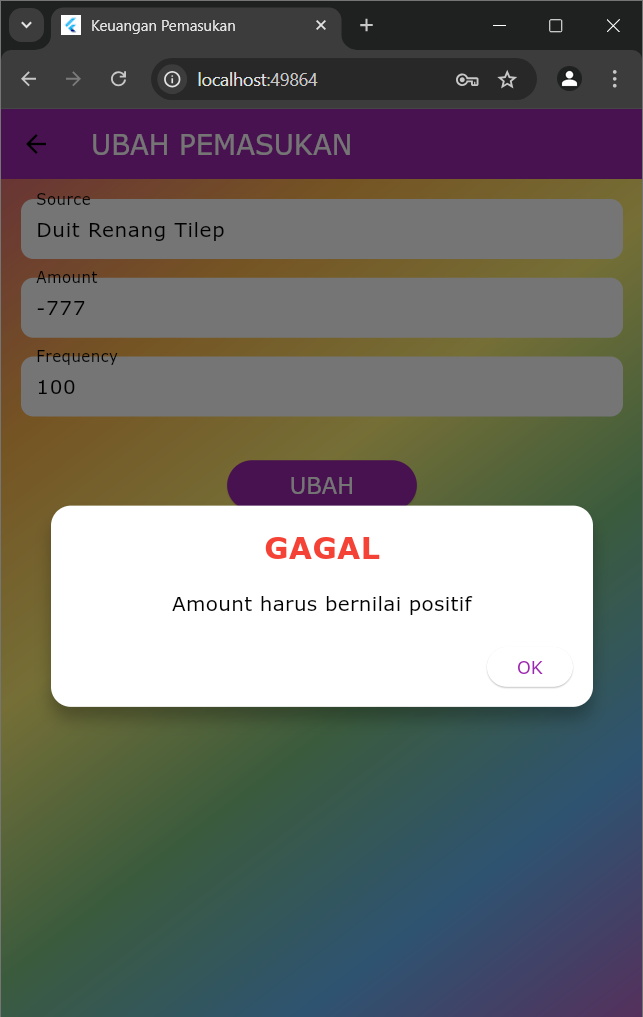 Keuangan Pemasukan
localhost:49864
UBAH PEMASUKAN
Source
Duit Renang Tilep
Amount
-777
Frequency
100
UBAH
GAGAL
Amount harus bernilai positif
OK